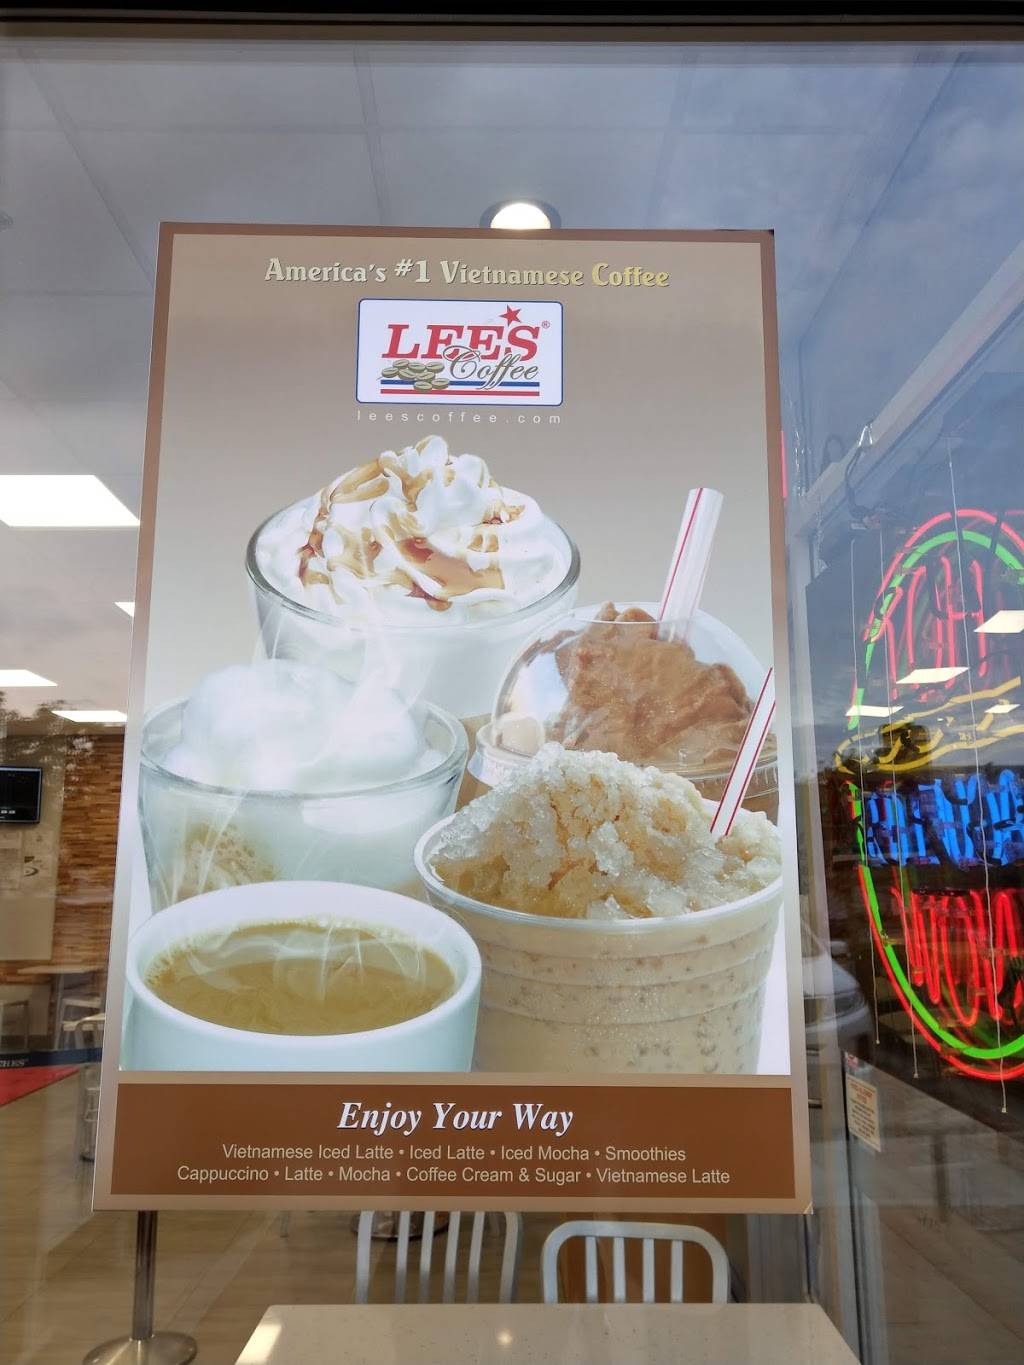 America's #1 Vietnamese Coffee
LEE'S®
Coffee
leescoffee.com
Enjoy Your Way
Vietnamese Iced Latte • Iced Latte • Iced Mocha • Smoothies
Cappuccino • Latte • Mocha • Coffee Cream & Sugar • Vietnamese Latte